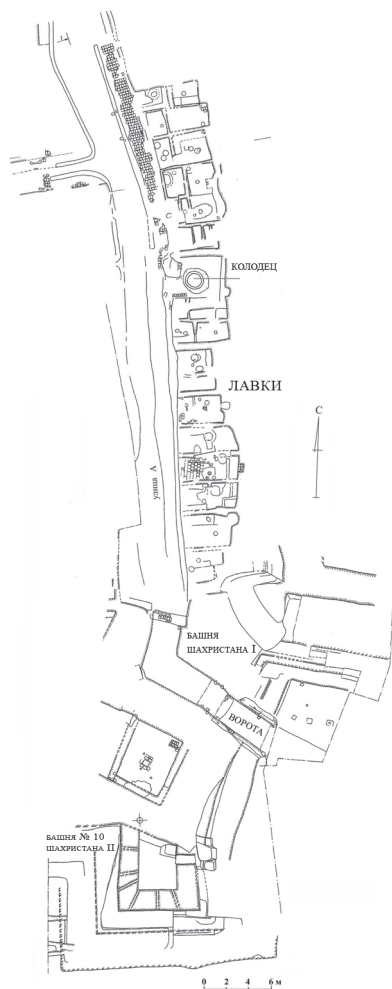 КОЛОДЕЦ
ЛАВКИ
С
улица А
БАШНЯ
ШАХРИСТАНА I
ВОРОТА
БАШНЯ № 10
ШАХРИСТАНА II
0 2 4 6 м